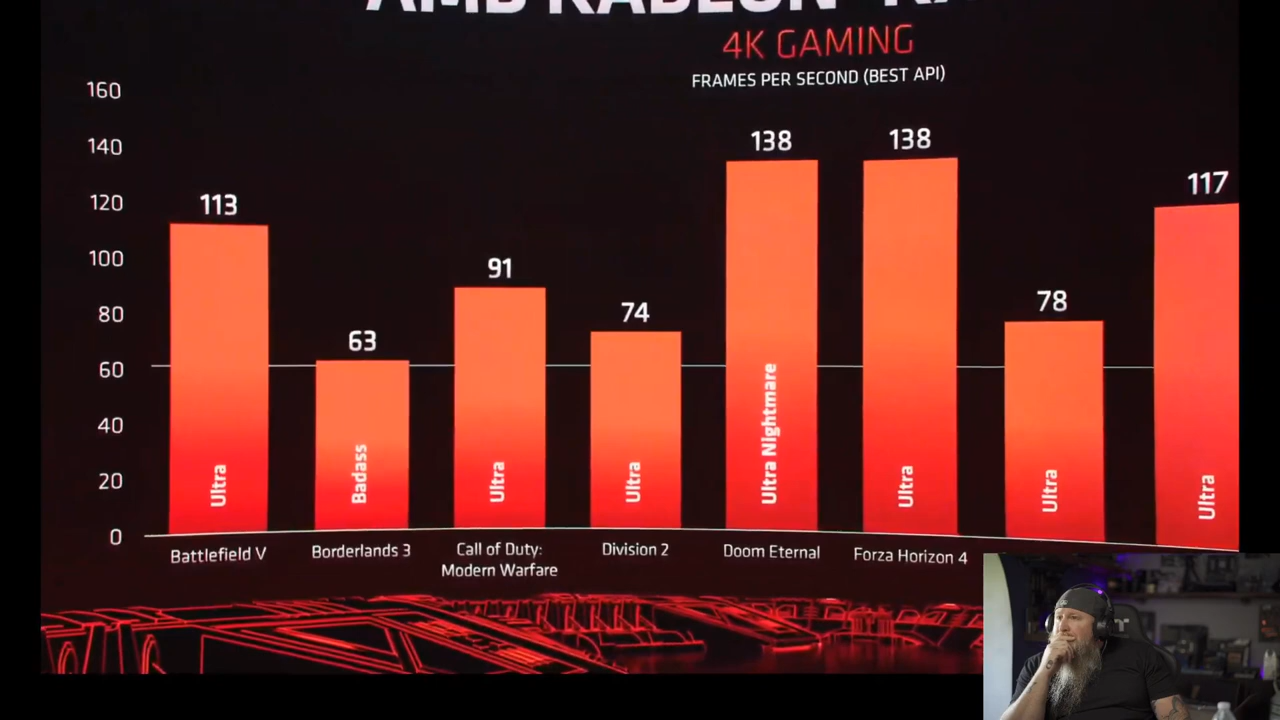 AMD RADEON
4K GAMING
FRAMES PER SECOND (BEST API)
160
140
120
100
80
60
40
20
0
113
63
91
74
138
138
78
117
Ultra
Badass
Ultra
Ultra
Ultra Nightmare
Ultra
Ultra
Ultra
Battlefield V
Borderlands 3
Call of Duty:
Modern Warfare
Division 2
Doom Eternal
Forza Horizon 4